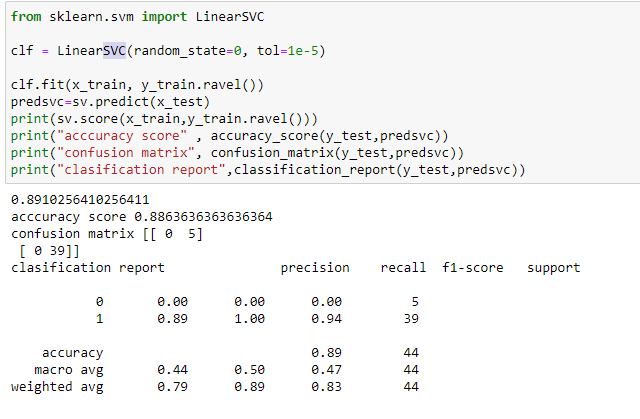 from sklearn.svm import LinearSVC
clf = LinearSVC(random_state=0, tol=1e-5)
clf.fit(x_train, y_train.ravel())
predsvc=sv.predict(x_test)
print(sv.score(x_train,y_train.ravel()))
print("acccuracy score" , accuracy_score(y_test,predsvc))
print("confusion matrix", confusion_matrix(y_test,predsvc))
print("clasification report",classification_report(y_test,predsvc))
0.8910256410256411
acccuracy score 0.8863636363636364
confusion matrix [[ 0  5]
 [ 0 39]]
clasification report               precision    recall  f1-score   support
           0       0.00      0.00      0.00         5
           1       0.89      1.00      0.94        39
    accuracy                           0.89        44
   macro avg       0.44      0.50      0.47        44
weighted avg       0.79      0.89      0.83        44